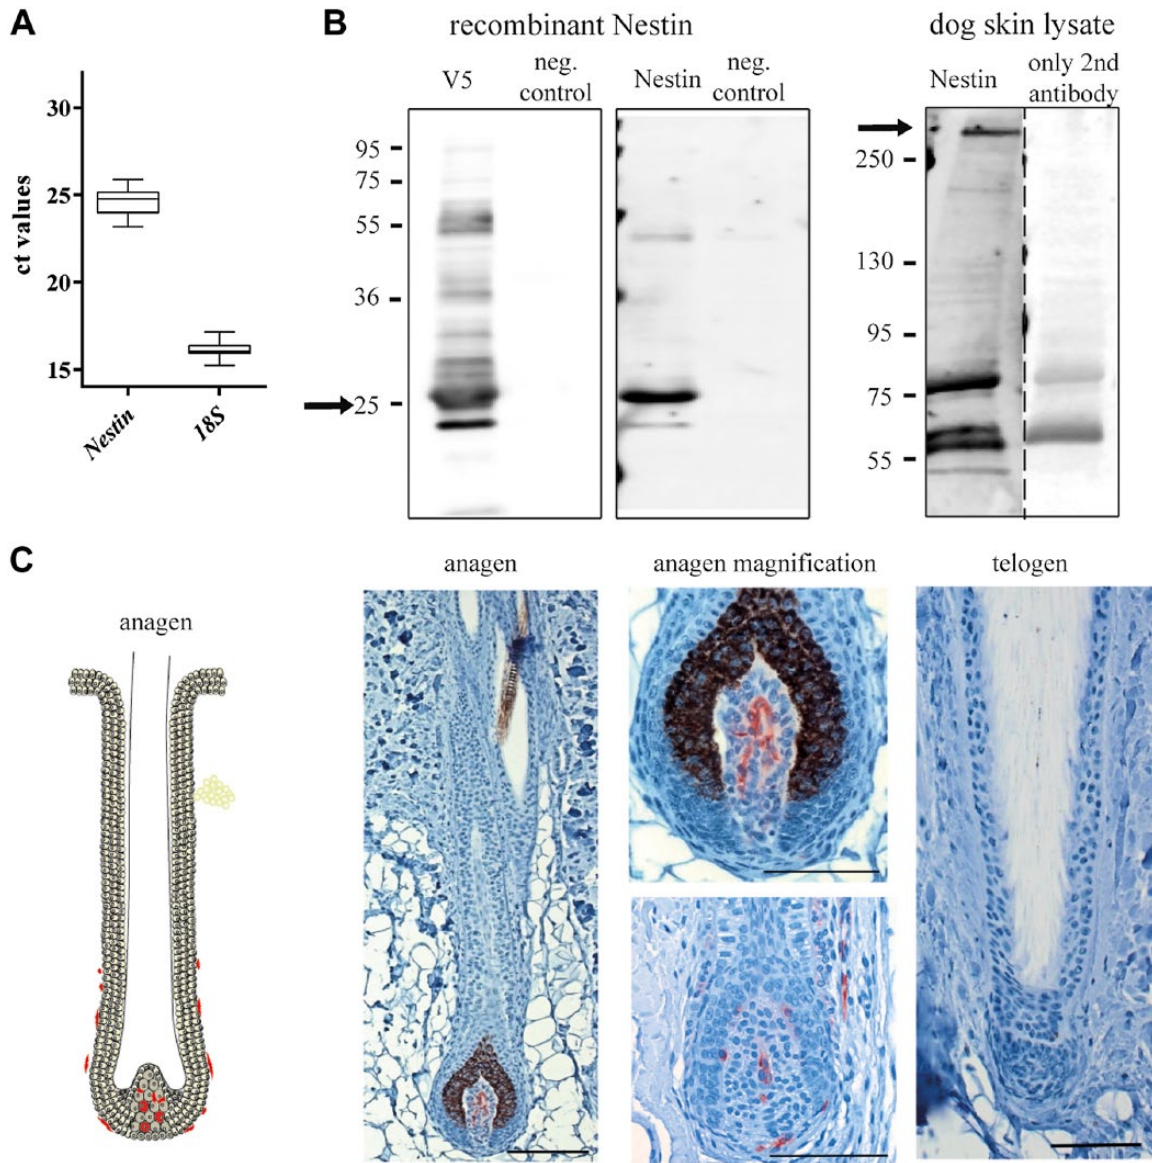 A
ct values
30
25
20
15
Nestin
18S
B
recombinant Nestin
V5
neg.
control
Nestin
neg.
control
95
75
55
36
25
dog skin lysate
Nestin
only 2nd
antibody
250
130
95
75
55
C
anagen
anagen
anagen magnification
telogen